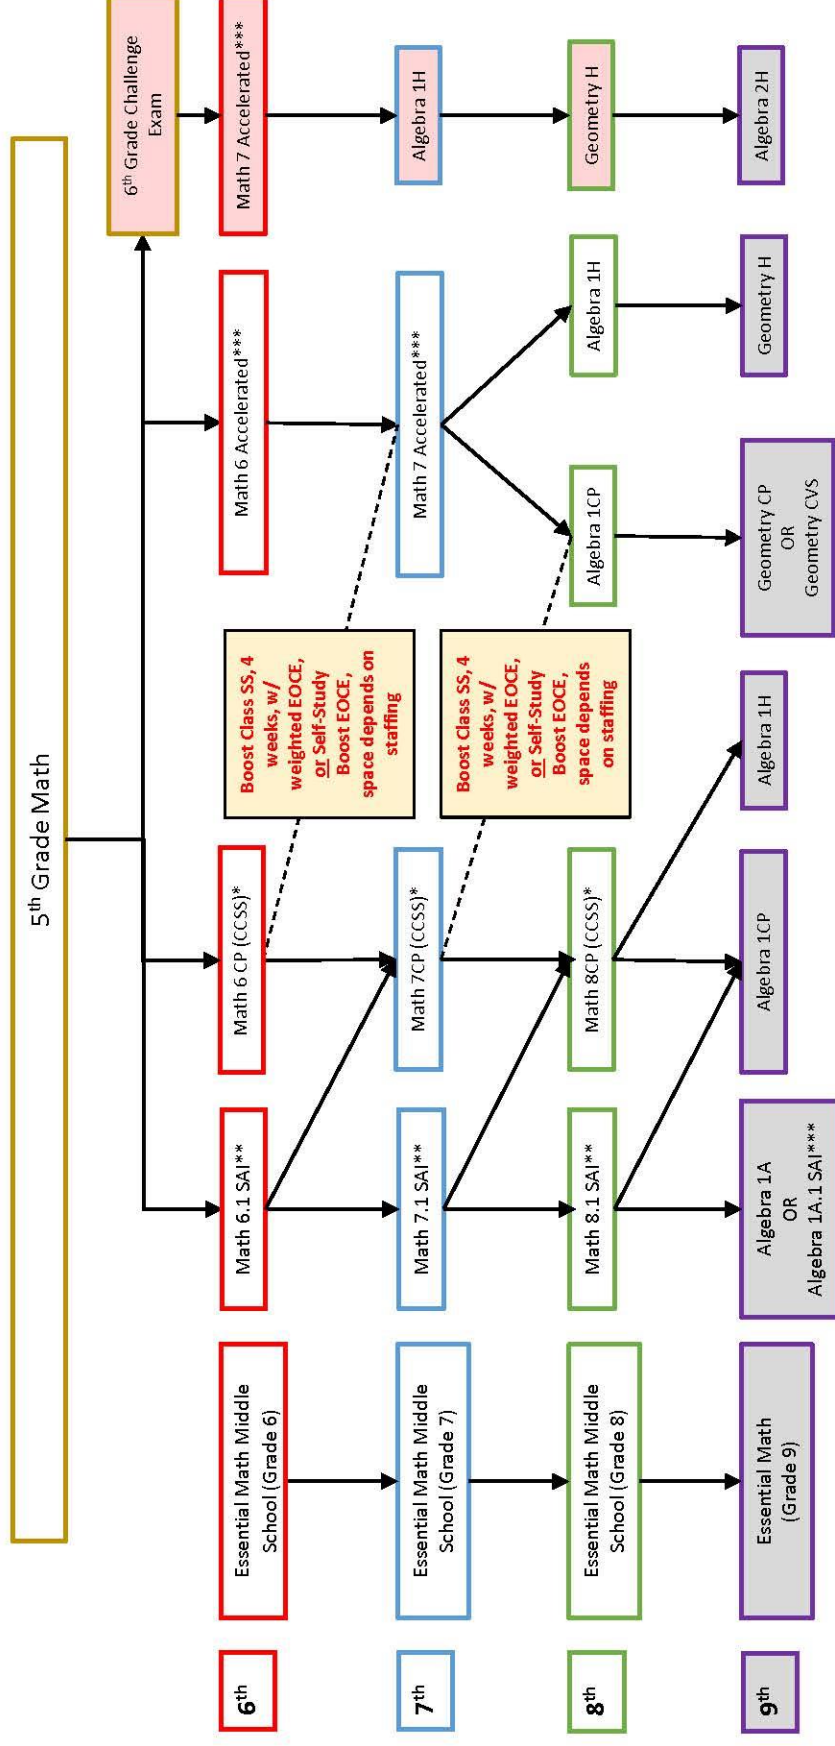 5th Grade Math
6th Grade Challenge
Exam
6th
Essential Math Middle
School (Grade 6)
Math 6.1 SAI**
Math 6 CP (CCSS)*
Math 6 Accelerated***
Math 7 Accelerated***
Boost Class SS, 4
weeks, w/
weighted EOCE,
or Self-Study
Boost EOCE,
space depends on
staffing
7th
Essential Math Middle
School (Grade 7)
Math 7.1 SAI**
Math 7CP (CCSS)*
Math 7 Accelerated***
Algebra 1H
Boost Class SS, 4
weeks, w/
weighted EOCE,
or Self-Study
Boost EOCE,
space depends
on staffing
8th
Essential Math Middle
School (Grade 8)
Math 8.1 SAI**
Math 8CP (CCSS)*
Algebra 1CP
Algebra 1H
Geometry H
9th
Essential Math
(Grade 9)
Algebra 1A
OR
Algebra 1A.1 SAI***
Algebra 1CP
Algebra 1H
Geometry CP
OR
Geometry CVS
Geometry H
Algebra 2H